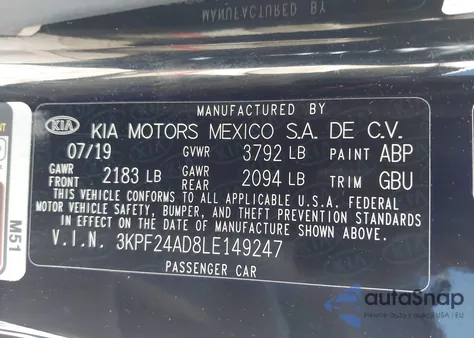 MANUFACTURED BY
KIA KIA MOTORS MEXICO S.A. DE C.V.
07/19 GVWR 3792 LB PAINT ABP
GAWR FRONT 2183 LB GAWR REAR 2094 LB TRIM GBU
THIS VEHICLE CONFORMS TO ALL APPLICABLE U.S.A. FEDERAL
MOTOR VEHICLE SAFETY, BUMPER, AND THEFT PREVENTION STANDARDS
IN EFFECT ON THE DATE OF MANUFACTURE SHOWN ABOVE.
V.I.N. 3KPF24AD8LE149247
PASSENGER CAR
M51
autoSnap